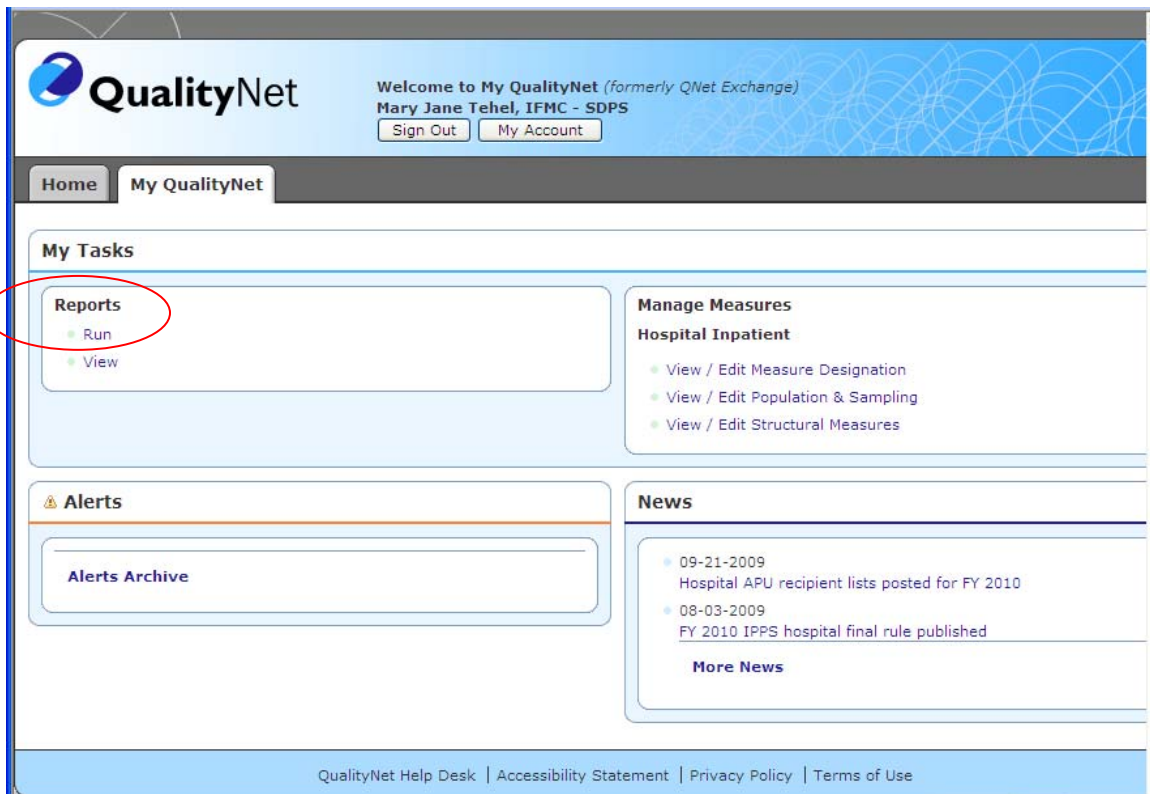 QualityNet
Welcome to My QualityNet (formerly QNet Exchange)
Mary Jane Tehel, IFMC - SDPS
Sign Out My Account
Home My QualityNet
My Tasks
Reports
Run
View
Manage Measures
Hospital Inpatient
View / Edit Measure Designation
View / Edit Population & Sampling
View / Edit Structural Measures
Alerts
Alerts Archive
News
09-21-2009
Hospital APU recipient lists posted for FY 2010
08-03-2009
FY 2010 IPPS hospital final rule published
More News
QualityNet Help Desk | Accessibility Statement | Privacy Policy | Terms of Use